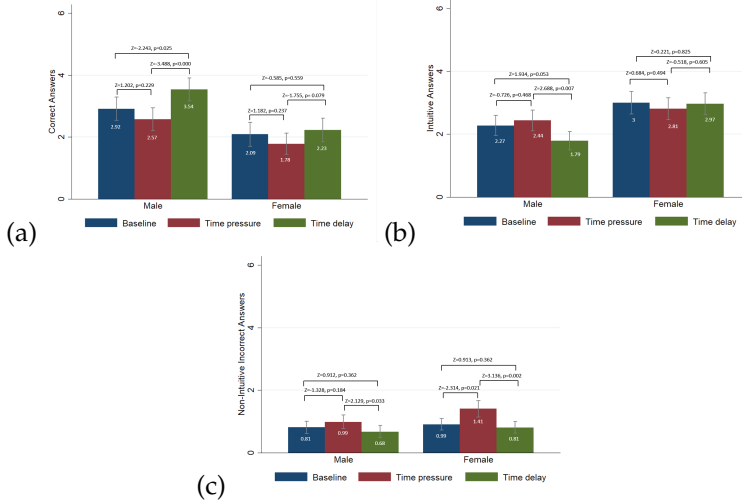 6
4
2
0
Correct Answers
Z=-2.243, p=0.025
Z=-3.488, p=0.000
Z=1.202, p=0.229
2.92
2.57
3.54
Z=-0.585, p=0.559
Z=-1.755, p= 0.079
Z=1.182, p=0.237
2.09
1.78
2.23
Male
Female
Baseline
Time pressure
Time delay
(a)
6
4
2
0
Intuitive Answers
Z=1.934, p=0.053
Z=-0.726, p=0.468
Z=2.688, p=0.007
2.27
2.44
1.79
Z=0.221, p=0.825
Z=-0.518, p=0.605
Z=0.684, p=0.494
3
2.81
2.97
Male
Female
Baseline
Time pressure
Time delay
(b)
6
4
2
0
Non-Intuitive Incorrect Answers
Z=0.912, p=0.362
Z=-1.328, p=0.184
Z=2.129, p=0.033
0.81
0.99
0.68
Z=0.913, p=0.362
Z=3.136, p=0.002
Z=-2.314, p=0.021
0.99
1.41
0.81
Male
Female
Baseline
Time pressure
Time delay
(c)